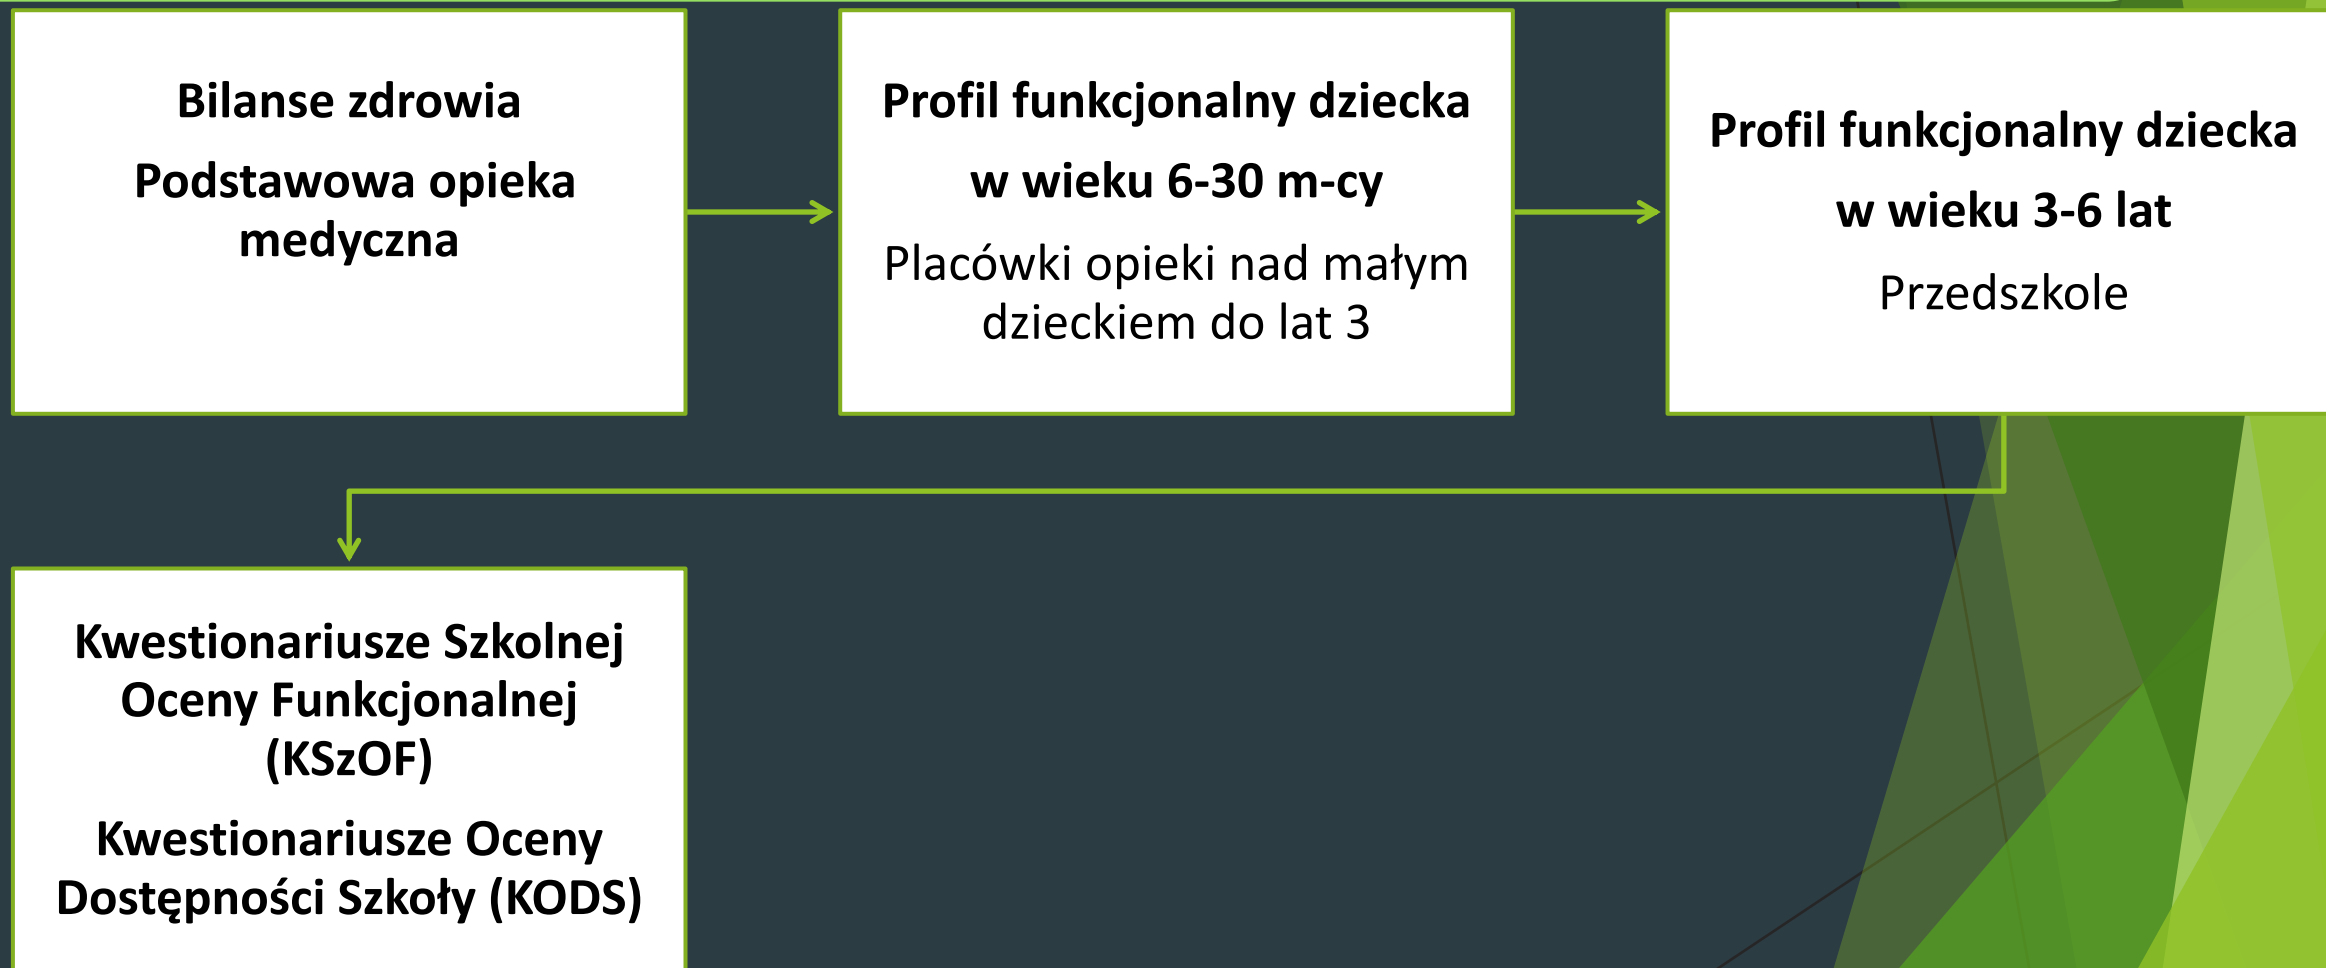 Bilanse zdrowia
Podstawowa opieka
medyczna
Profil funkcjonalny dziecka
w wieku 6-30 m-cy
Placówki opieki nad małym
dzieckiem do lat 3
Profil funkcjonalny dziecka
w wieku 3-6 lat
Przedszkole
Kwestionariusze Szkolnej
Oceny Funkcjonalnej
(KSzOF)
Kwestionariusze Oceny
Dostępności Szkoły (KODS)